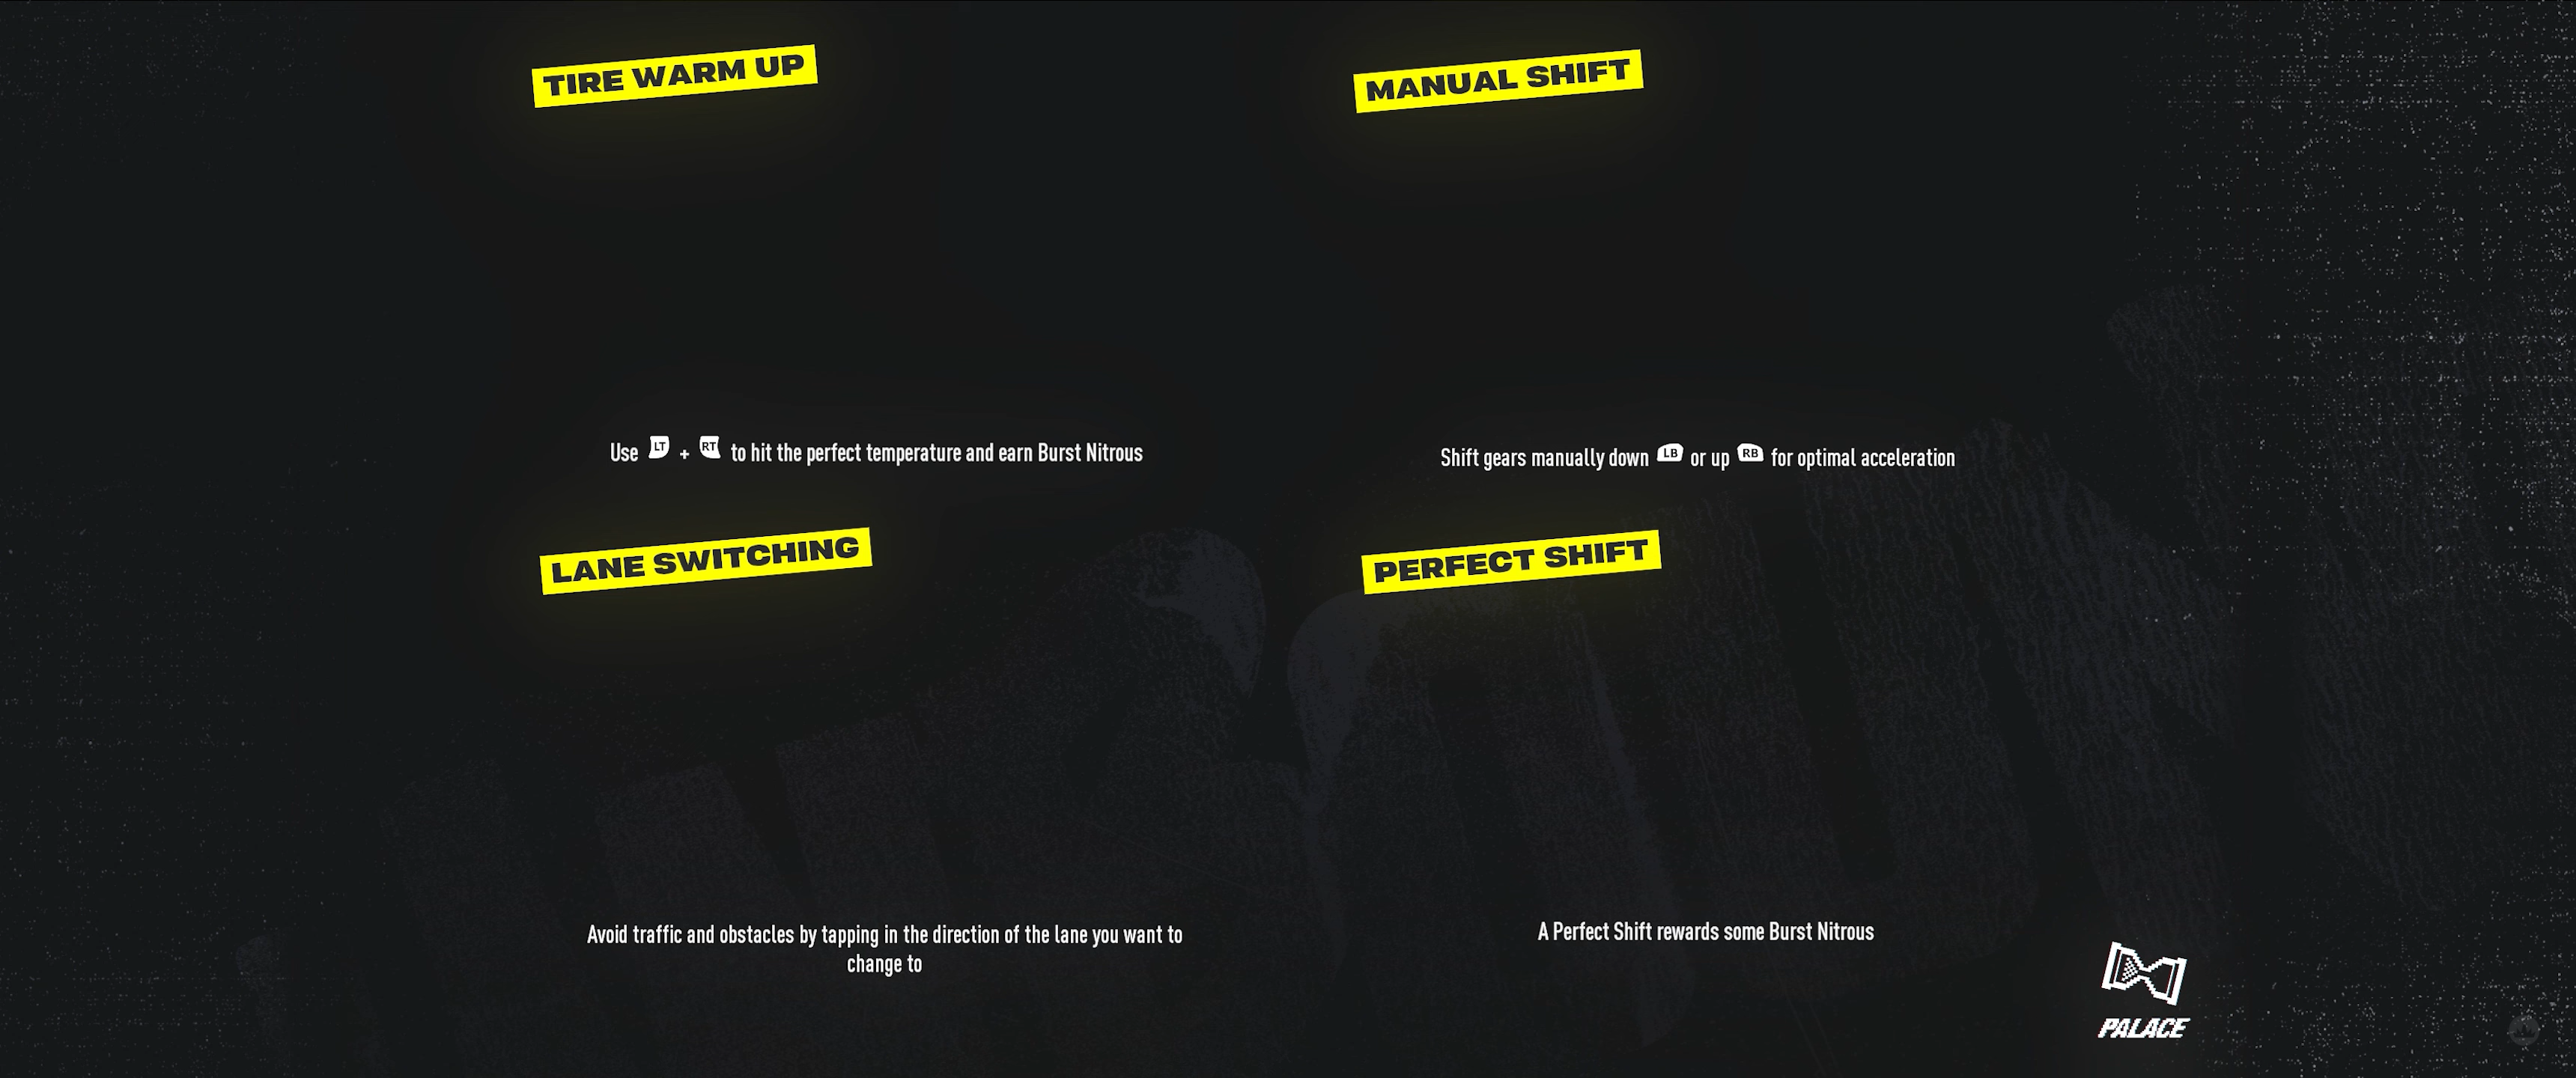 TIRE WARM UP
MANUAL SHIFT
Use LT + RT to hit the perfect temperature and earn Burst Nitrous
Shift gears manually down LB or up RB for optimal acceleration
LANE SWITCHING
PERFECT SHIFT
Avoid traffic and obstacles by tapping in the direction of the lane you want to
change to
A Perfect Shift rewards some Burst Nitrous
PALACE